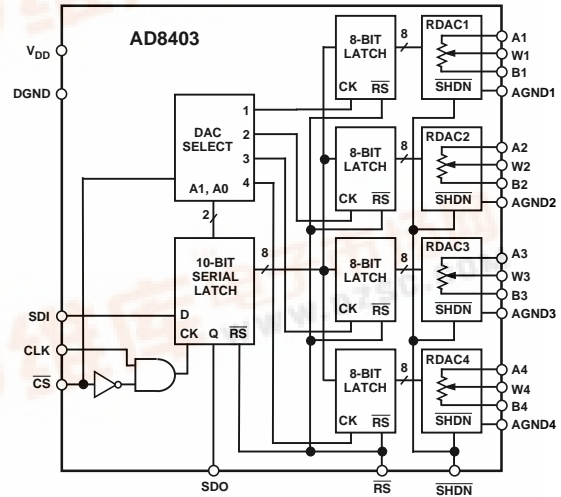 AD8403
VDD
DGND
DAC
SELECT
1
2
3
4
A1, A0
2
10-BIT
SERIAL
LATCH
8
D
CK Q RS
SDI
CLK
CS
SDO
RS
SHDN
8-BIT
LATCH
CK RS
8
RDAC1
SHDN
A1
W1
B1
AGND1
8-BIT
LATCH
CK RS
8
RDAC2
SHDN
A2
W2
B2
AGND2
8-BIT
LATCH
CK RS
8
RDAC3
SHDN
A3
W3
B3
AGND3
8-BIT
LATCH
CK RS
8
RDAC4
SHDN
A4
W4
B4
AGND4